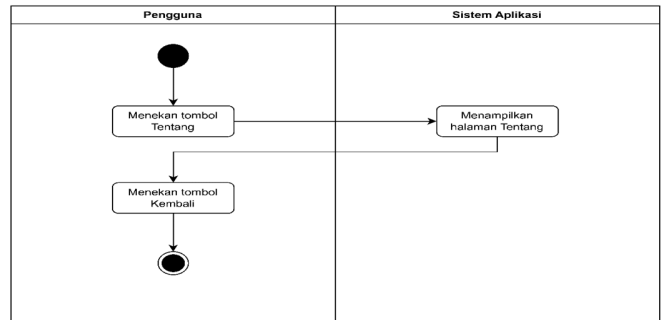 Pengguna
Sistem Aplikasi
Menekan tombol
Tentang
Menampilkan
halaman Tentang
Menekan tombol
Kembali